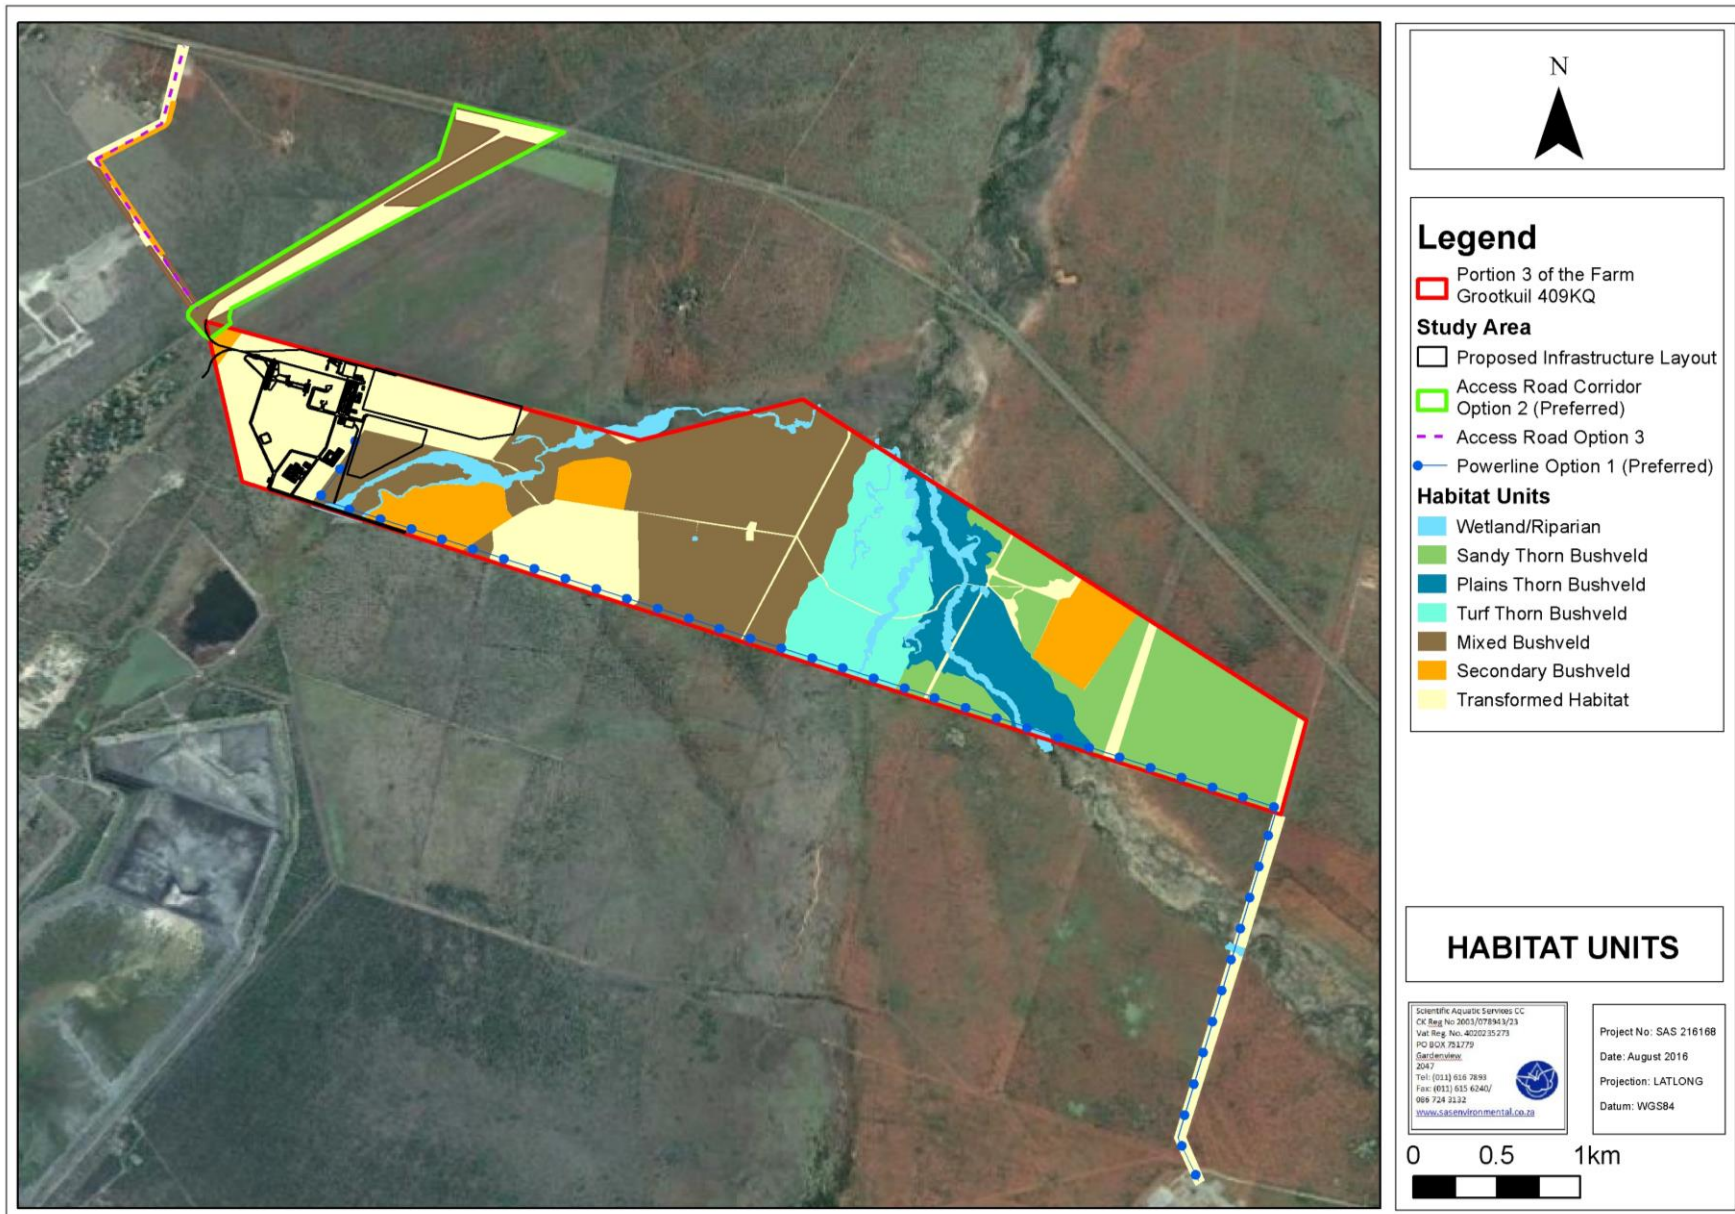 N
Legend
Portion 3 of the Farm
Grootkuil 409KQ
Study Area
Proposed Infrastructure Layout
Access Road Corridor
Option 2 (Preferred)
Access Road Option 3
Powerline Option 1 (Preferred)
Habitat Units
Wetland/Riparian
Sandy Thorn Bushveld
Plains Thorn Bushveld
Turf Thorn Bushveld
Mixed Bushveld
Secondary Bushveld
Transformed Habitat
HABITAT UNITS
Scientific Aquatic Services CC
CK Reg No 2003/078943/23
Vat Reg. No. 4020235273
PO BOX 751779
Gardenview
2047
Tel: (011) 616 7893
Fax: (011) 615 6240/
086 724 3132
www.sasenvironmental.co.za
Project No: SAS 216168
Date: August 2016
Projection: LATLONG
Datum: WGS84
0 0.5 1km